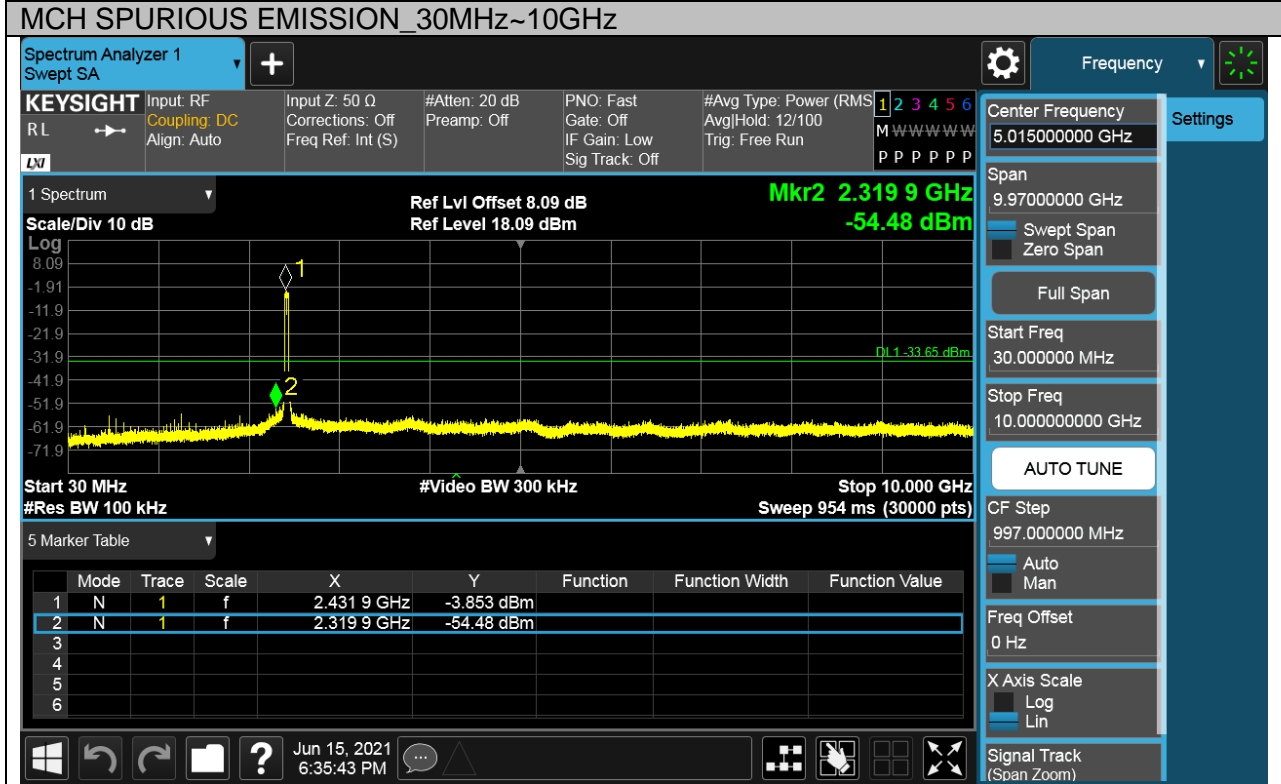 MCH SPURIOUS EMISSION_30MHz~10GHz
Spectrum Analyzer 1
Swept SA
+
Frequency
KEYSIGHT
RL
LXI
Input: RF
Coupling: DC
Align: Auto
Input Z: 50 Ω
Corrections: Off
Freq Ref: Int (S)
#Atten: 20 dB
Preamp: Off
PNO: Fast
Gate: Off
IF Gain: Low
Sig Track: Off
#Avg Type: Power (RMS
Avg|Hold: 12/100
Trig: Free Run
1 2 3 4 5 6
M W W W W W
P P P P P P
Center Frequency
5.015000000 GHz
Settings
Span
9.97000000 GHz
Swept Span
Zero Span
Full Span
Start Freq
30.000000 MHz
Stop Freq
10.000000000 GHz
AUTO TUNE
CF Step
997.000000 MHz
Auto
Man
Freq Offset
0 Hz
X Axis Scale
Log
Lin
Signal Track
(Span Zoom)
1 Spectrum
Scale/Div 10 dB
Ref Lvl Offset 8.09 dB
Ref Level 18.09 dBm
Mkr2 2.319 9 GHz
-54.48 dBm
Log
8.09
-1.91
-11.9
-21.9
-31.9
-41.9
-51.9
-61.9
-71.9
1
2
DL1 -33.65 dBm
Start 30 MHz
#Video BW 300 kHz
Stop 10.000 GHz
#Res BW 100 kHz
Sweep 954 ms (30000 pts)
5 Marker Table
Mode Trace Scale X Y Function Function Width Function Value
1 N 1 f 2.431 9 GHz -3.853 dBm
2 N 1 f 2.319 9 GHz -54.48 dBm
3
4
5
6
?
Jun 15, 2021
6:35:43 PM